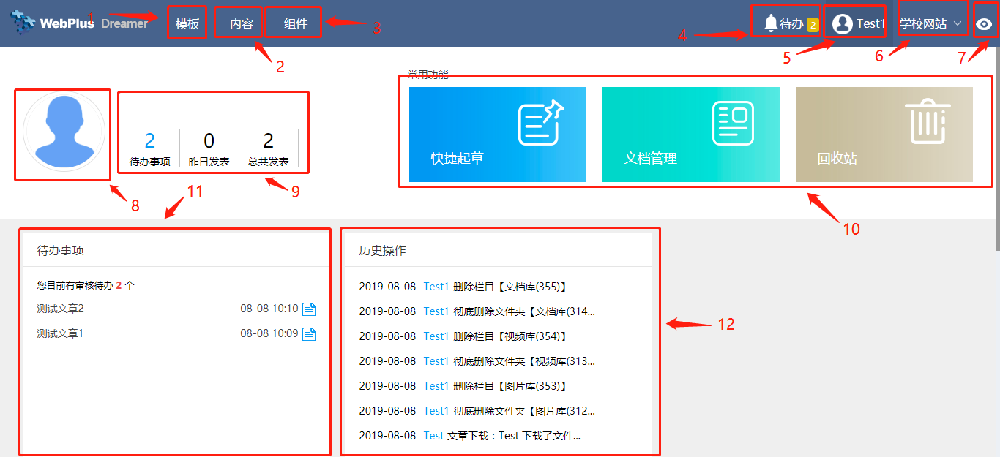 1 WebPlus Dreamer 模板 内容 组件 3 4 待办 2 Test1 学校网站
2 5 6 7
常用功能
2 0 2
待办事项 昨日发表 总共发表
快捷起草 文档管理 回收站
8 11 9 10
待办事项
您目前有审核待办 2 个
测试文章2 08-08 10:10
测试文章1 08-08 10:09
历史操作
2019-08-08 Test1 删除栏目【文档库(355)】
2019-08-08 Test1 彻底删除文件夹【文档库(314...
2019-08-08 Test1 删除栏目【视频库(354)】
2019-08-08 Test1 彻底删除文件夹【视频库(313...
2019-08-08 Test1 删除栏目【图片库(353)】
2019-08-08 Test1 彻底删除文件夹【图片库(312...
2019-08-08 Test 文章下载：Test 下载了文件...
12